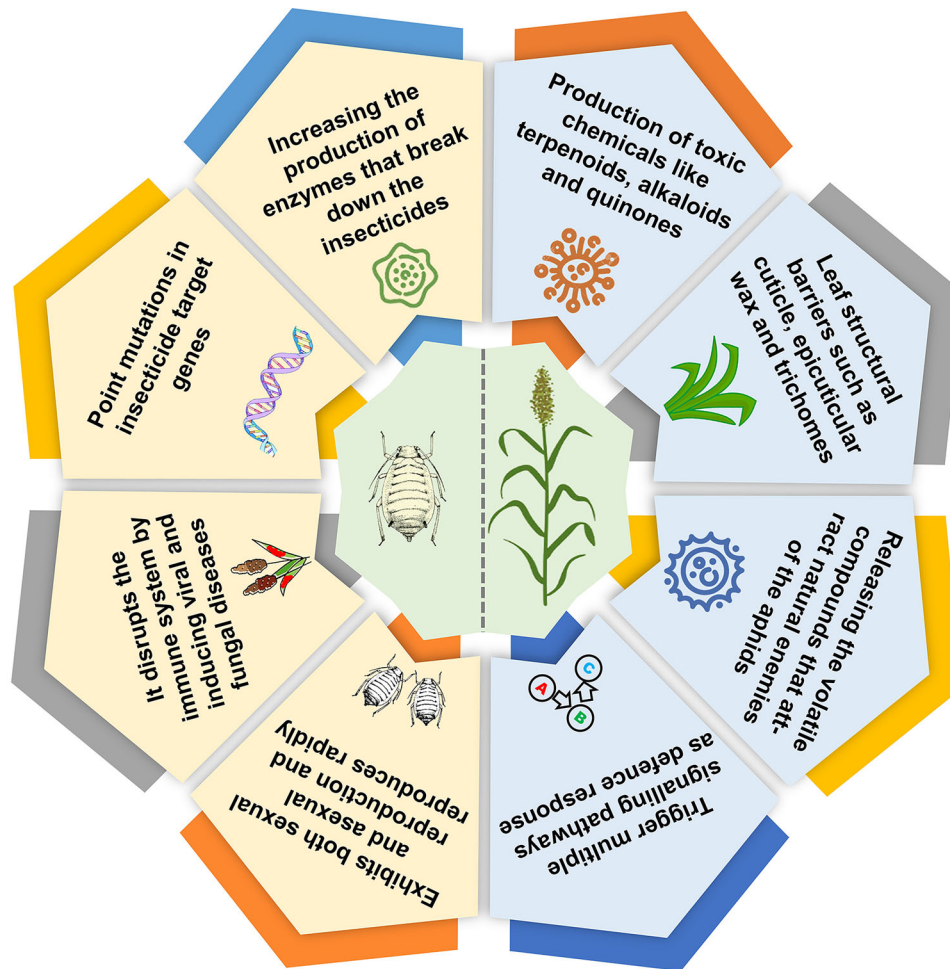 Increasing the
production of
enzymes that break
down the
insecticides
Production of toxic
chemicals like
terpenoids, alkaloids
and quinones
Leaf structural
barriers such as
cuticle, epicuticular
wax and trichomes
Releasing the volatile
compounds that att-
ract natural enemies
of the aphids
Trigger multiple
signalling pathways
as defence response
A
B
C
Exhibits both sexual
and asexual
reproduction and
reproduces rapidly
It disrupts the
immune system by
inducing viral and
fungal diseases
Point mutations in
insecticide target
genes